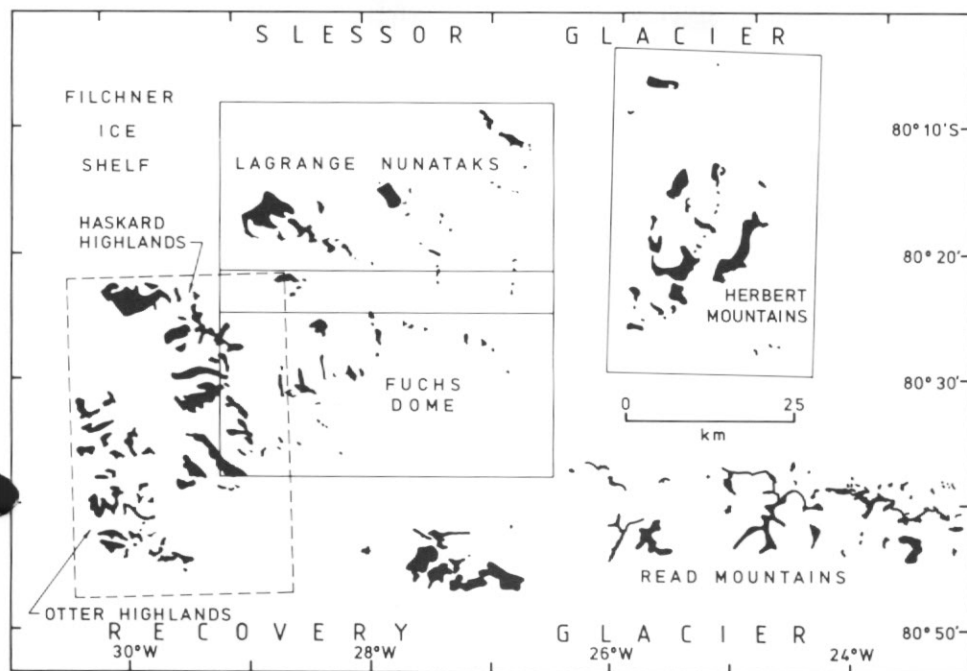 SLESSOR GLACIER
FILCHNER
ICE
SHELF
80° 10'S
LAGRANGE NUNATAKS
HASKARD
HIGHLANDS
80° 20'
HERBERT
MOUNTAINS
FUCHS
DOME
80° 30'
0 25
km
READ MOUNTAINS
OTTER HIGHLANDS
RECOVERY GLACIER
80° 50'
30°W 28°W 26°W 24°W